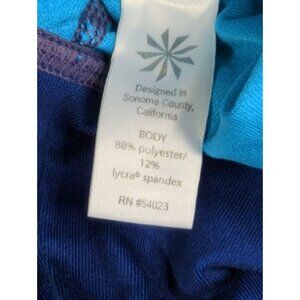 Designed in
Sonoma County,
California
BODY
88% polyester/
12%
lycra® spandex
RN #54023